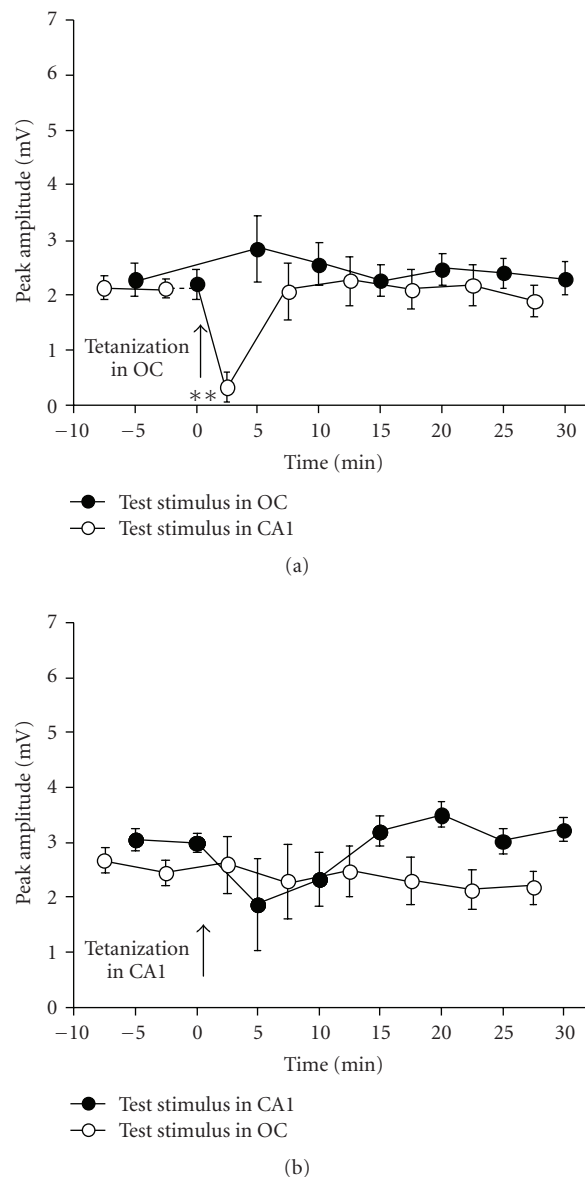 7
6
5
4
3
2
1
0
Peak amplitude (mV)
Tetanization
in OC
**
−10 −5 0 5 10 15 20 25 30
Time (min)
Test stimulus in OC
Test stimulus in CA1
(a)
7
6
5
4
3
2
1
0
Peak amplitude (mV)
Tetanization
in CA1
−10 −5 0 5 10 15 20 25 30
Time (min)
Test stimulus in CA1
Test stimulus in OC
(b)